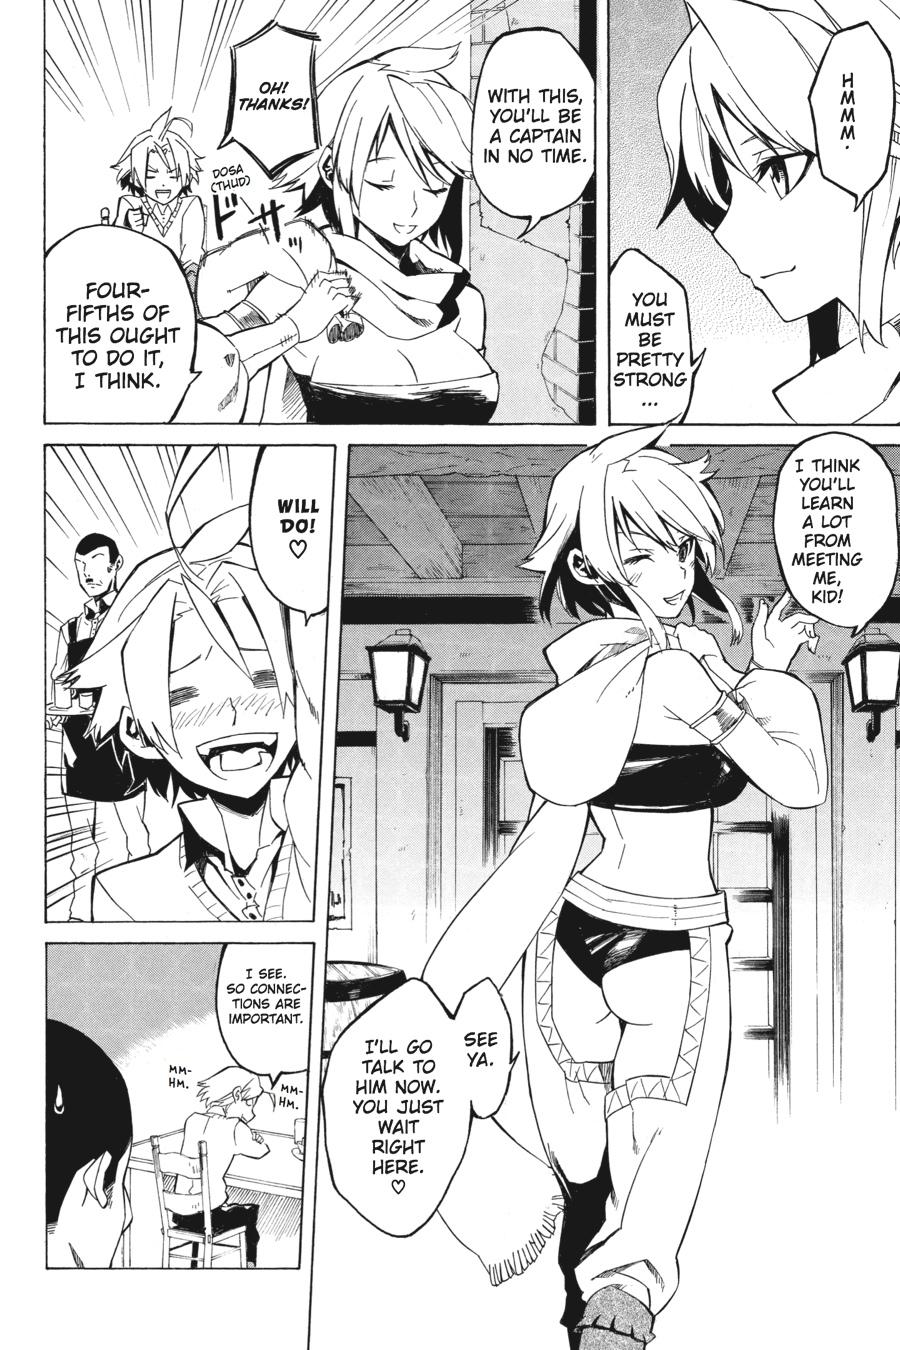 HMMM.
YOU
MUST
BE
PRETTY
STRONG
...
WITH THIS,
YOU'LL BE
A CAPTAIN
IN NO TIME.
OH!
THANKS!
DOSA
(THUD)
ドサ
FOUR-
FIFTHS OF
THIS OUGHT
TO DO IT,
I THINK.
I THINK
YOU'LL
LEARN
A LOT
FROM
MEETING
ME,
KID!
SEE
YA.
I'LL GO
TALK TO
HIM NOW.
YOU JUST
WAIT
RIGHT
HERE.
♡
WILL
DO!
♡
I SEE.
SO CONNEC-
TIONS ARE
IMPORTANT.
MM-
HM.
MM-
HM.